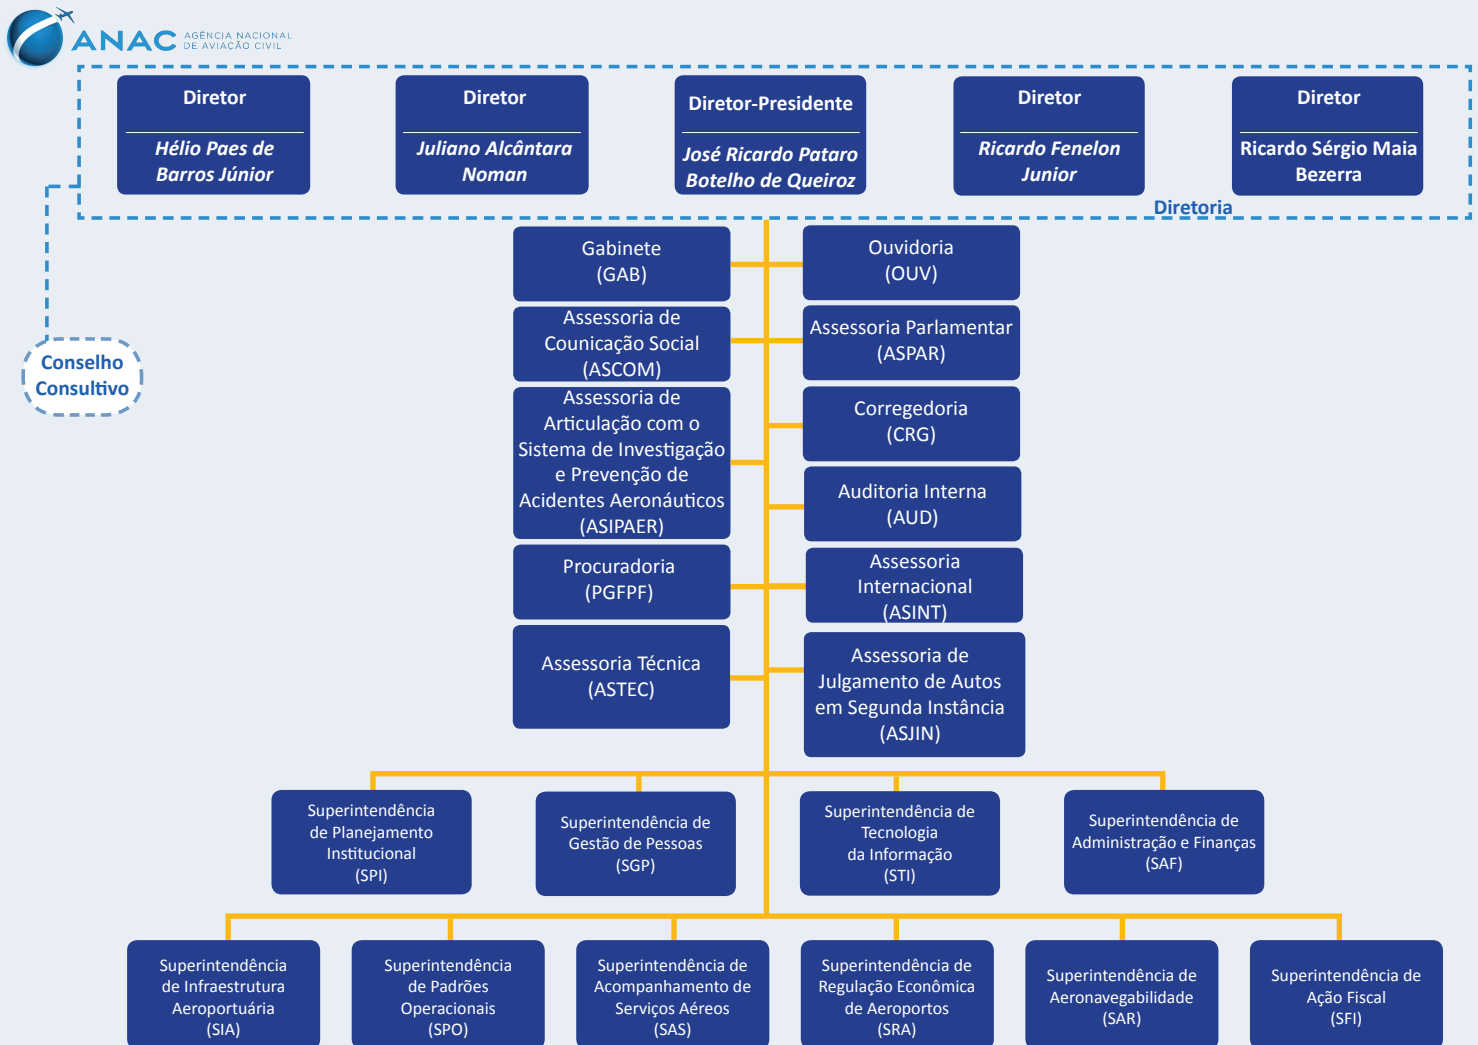 ANAC
AGÊNCIA NACIONAL
DE AVIAÇÃO CIVIL
Diretor
Hélio Paes de
Barros Júnior
Diretor
Juliano Alcântara
Noman
Diretor-Presidente
José Ricardo Pataro
Botelho de Queiroz
Diretor
Ricardo Fenelon
Junior
Diretor
Ricardo Sérgio Maia
Bezerra
Diretoria
Conselho
Consultivo
Gabinete
(GAB)
Ouvidoria
(OUV)
Assessoria de
Counicação Social
(ASCOM)
Assessoria Parlamentar
(ASPAR)
Assessoria de
Articulação com o
Sistema de Investigação
e Prevenção de
Acidentes Aeronáuticos
(ASIPAER)
Corregedoria
(CRG)
Auditoria Interna
(AUD)
Procuradoria
(PGFPF)
Assessoria
Internacional
(ASINT)
Assessoria Técnica
(ASTEC)
Assessoria de
Julgamento de Autos
em Segunda Instância
(ASJIN)
Superintendência
de Planejamento
Institucional
(SPI)
Superintendência de
Gestão de Pessoas
(SGP)
Superintendência de
Tecnologia
da Informação
(STI)
Superintendência de
Administração e Finanças
(SAF)
Superintendência
de Infraestrutura
Aeroportuária
(SIA)
Superintendência
de Padrões
Operacionais
(SPO)
Superintendência de
Acompanhamento de
Serviços Aéreos
(SAS)
Superintendência de
Regulação Econômica
de Aeroportos
(SRA)
Superintendência de
Aeronavegabilidade
(SAR)
Superintendência de
Ação Fiscal
(SFI)